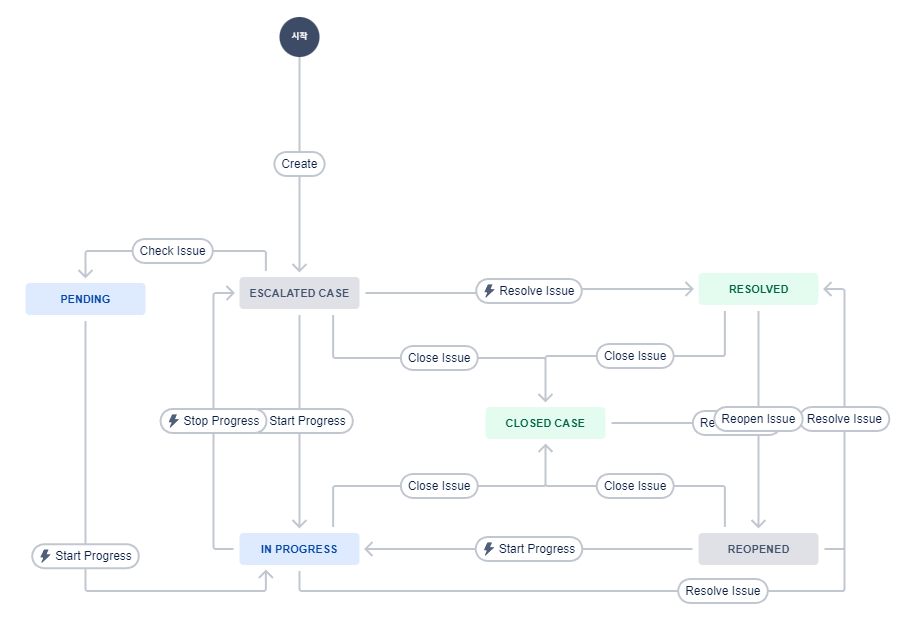 시작
Create
Check Issue
PENDING
ESCALATED CASE
Resolve Issue
RESOLVED
Close Issue
Close Issue
Stop Progress
Start Progress
CLOSED CASE
Reopen Issue
Resolve Issue
Close Issue
Close Issue
Start Progress
IN PROGRESS
Start Progress
REOPENED
Resolve Issue